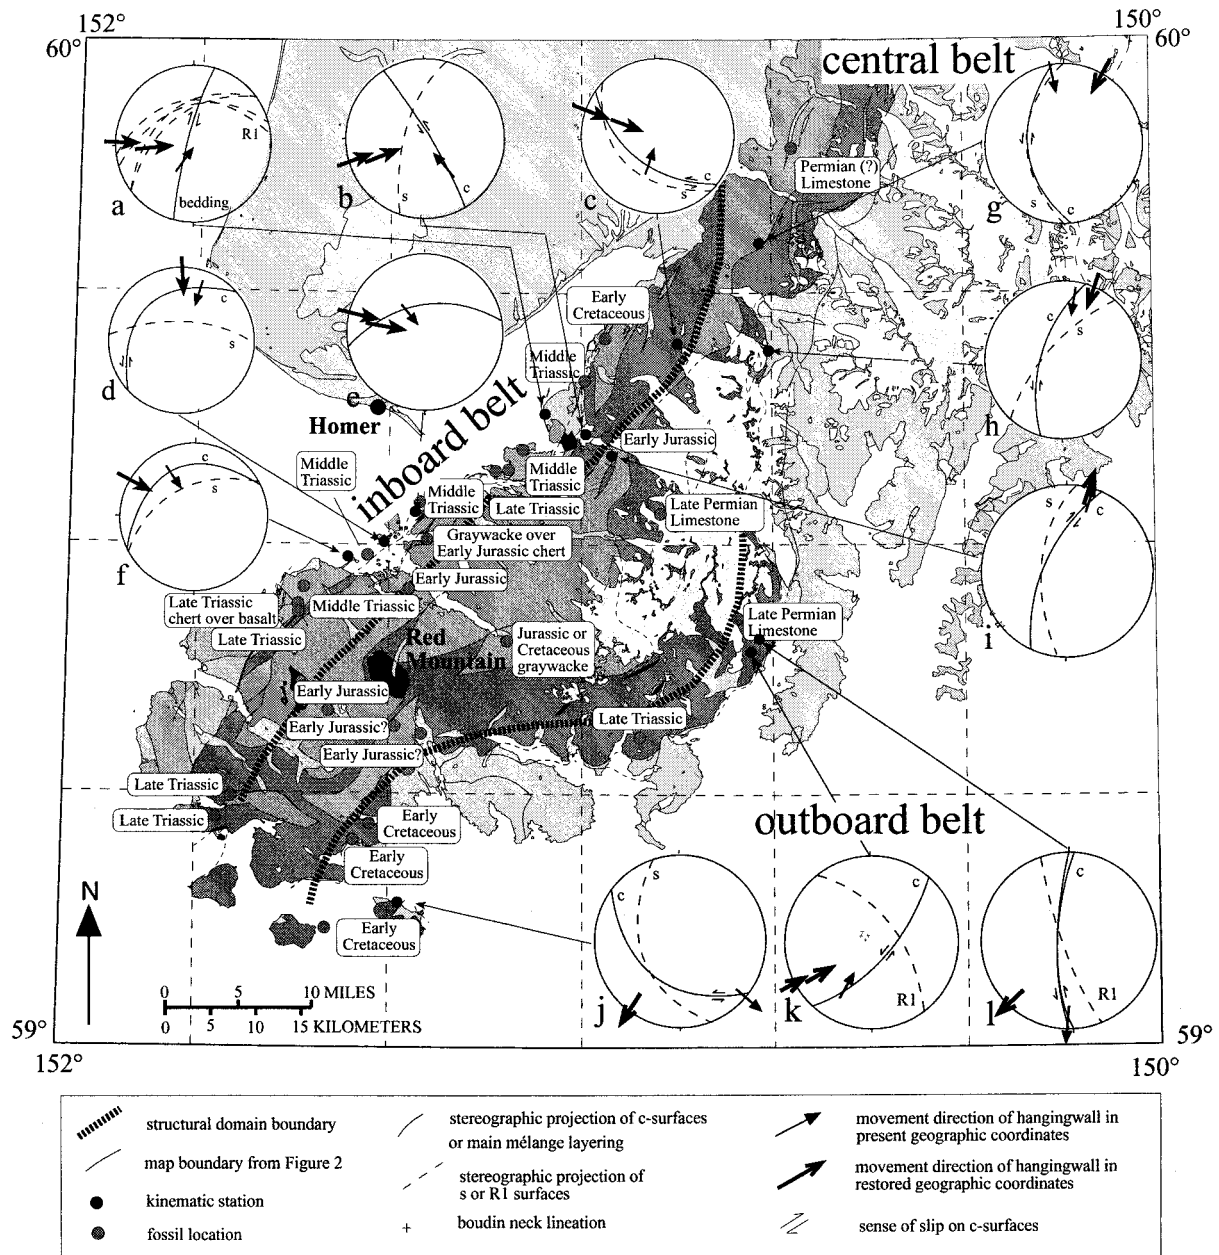 152°
150°
60°
60°
central belt
R1
bedding
a
s
c
b
c
s
c
Permian (?)
Limestone
s
c
g
c
s
d
e
Early
Cretaceous
Middle
Triassic
c
s
h
Homer
inboard belt
Early Jurassic
Middle
Triassic
Middle
Triassic
Middle
Triassic
Late Triassic
Late Permian
Limestone
c
s
f
Graywacke over
Early Jurassic chert
s
c
i
Early Jurassic
Late Triassic
chert over basalt
Middle Triassic
Late Triassic
Late Permian
Limestone
Red
Mountain
Jurassic or
Cretaceous
graywacke
Early Jurassic
Early Jurassic?
Late Triassic
Early Jurassic?
Late Triassic
Late Triassic
Early
Cretaceous
outboard belt
Early
Cretaceous
N
Early
Cretaceous
s
c
j
c
R1
k
c
R1
l
0 5 10 MILES
0 5 10 15 KILOMETERS
59°
59°
152°
150°
structural domain boundary
map boundary from Figure 2
kinematic station
fossil location
stereographic projection of c-surfaces
or main mélange layering
stereographic projection of
s or R1 surfaces
boudin neck lineation
movement direction of hangingwall in
present geographic coordinates
movement direction of hangingwall in
restored geographic coordinates
sense of slip on c-surfaces